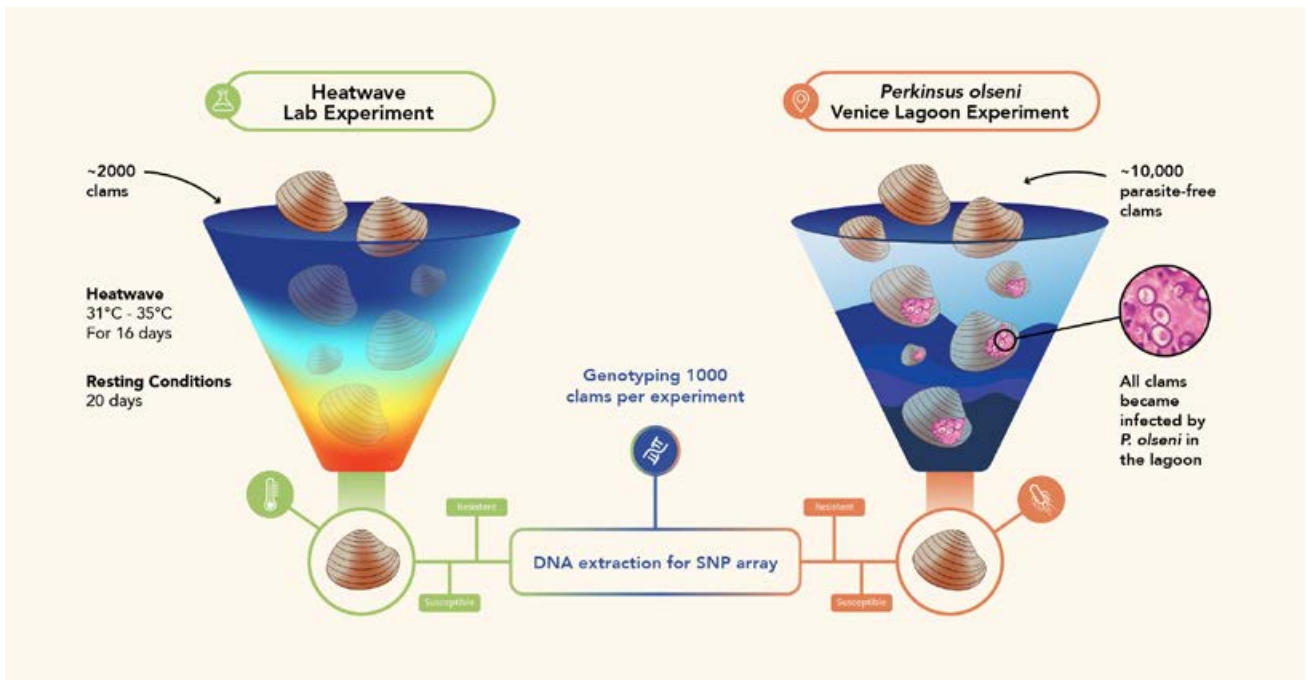 Heatwave
Lab Experiment
~2000
clams
Heatwave
31°C - 35°C
For 16 days
Resting Conditions
20 days
Resistent
Susceptible
Genotyping 1000
clams per experiment
DNA extraction for SNP array
Perkinsus olseni
Venice Lagoon Experiment
~10,000
parasite-free
clams
All clams
became
infected by
P. olseni in
the lagoon
Resistent
Susceptible